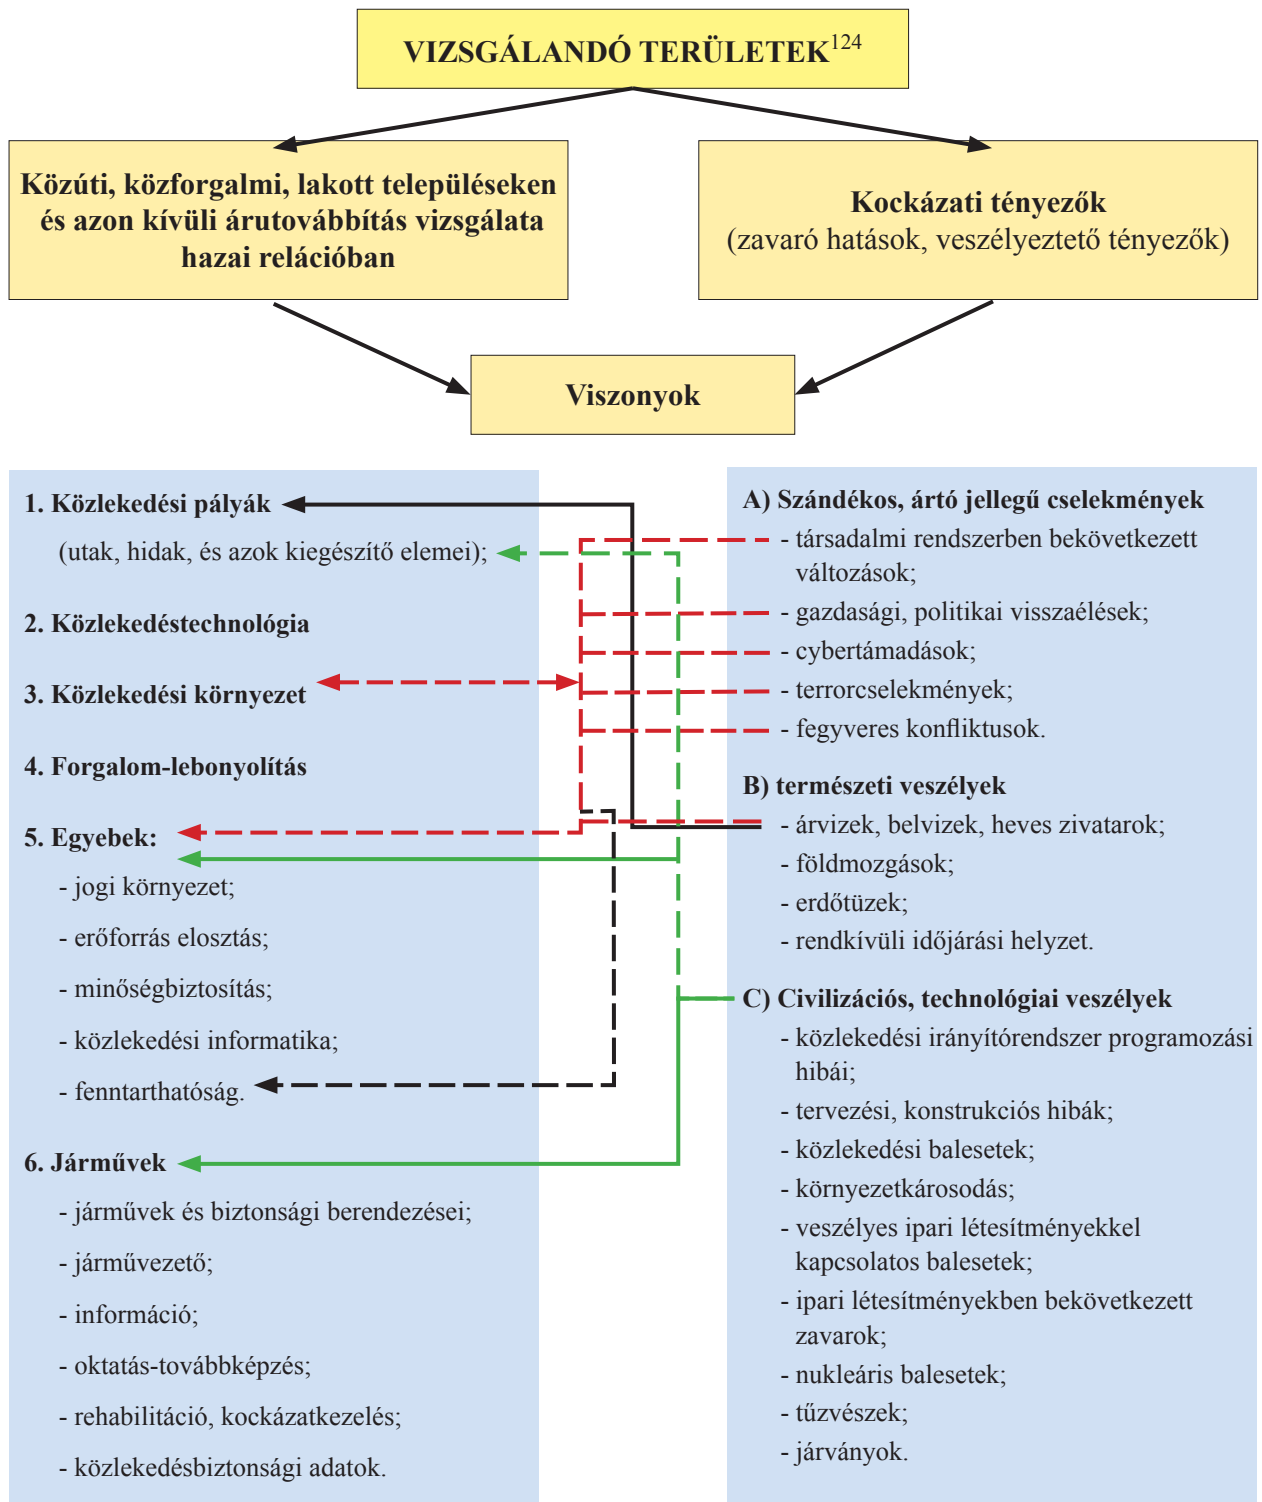 VIZSGÁLANDÓ TERÜLETEK124
Közúti, közforgalmi, lakott településeken
és azon kívüli árutovábbítás vizsgálata
hazai relációban
Kockázati tényezők
(zavaró hatások, veszélyeztető tényezők)
Viszonyok
1. Közlekedési pályák
(utak, hidak, és azok kiegészítő elemei);
2. Közlekedéstechnológia
3. Közlekedési környezet
4. Forgalom-lebonyolítás
5. Egyebek:
- jogi környezet;
- erőforrás elosztás;
- minőségbiztosítás;
- közlekedési informatika;
- fenntarthatóság.
6. Járművek
- járművek és biztonsági berendezései;
- járművezető;
- információ;
- oktatás-továbbképzés;
- rehabilitáció, kockázatkezelés;
- közlekedésbiztonsági adatok.
A) Szándékos, ártó jellegű cselekmények
- társadalmi rendszerben bekövetkezett
változások;
- gazdasági, politikai visszaélések;
- cybertámadások;
- terrorcselekmények;
- fegyveres konfliktusok.
B) természeti veszélyek
- árvizek, belvizek, heves zivatarok;
- földmozgások;
- erdőtüzek;
- rendkívüli időjárási helyzet.
C) Civilizációs, technológiai veszélyek
- közlekedési irányítórendszer programozási
hibái;
- tervezési, konstrukciós hibák;
- közlekedési balesetek;
- környezetkárosodás;
- veszélyes ipari létesítményekkel
kapcsolatos balesetek;
- ipari létesítményekben bekövetkezett
zavarok;
- nukleáris balesetek;
- tűzvészek;
- járványok.